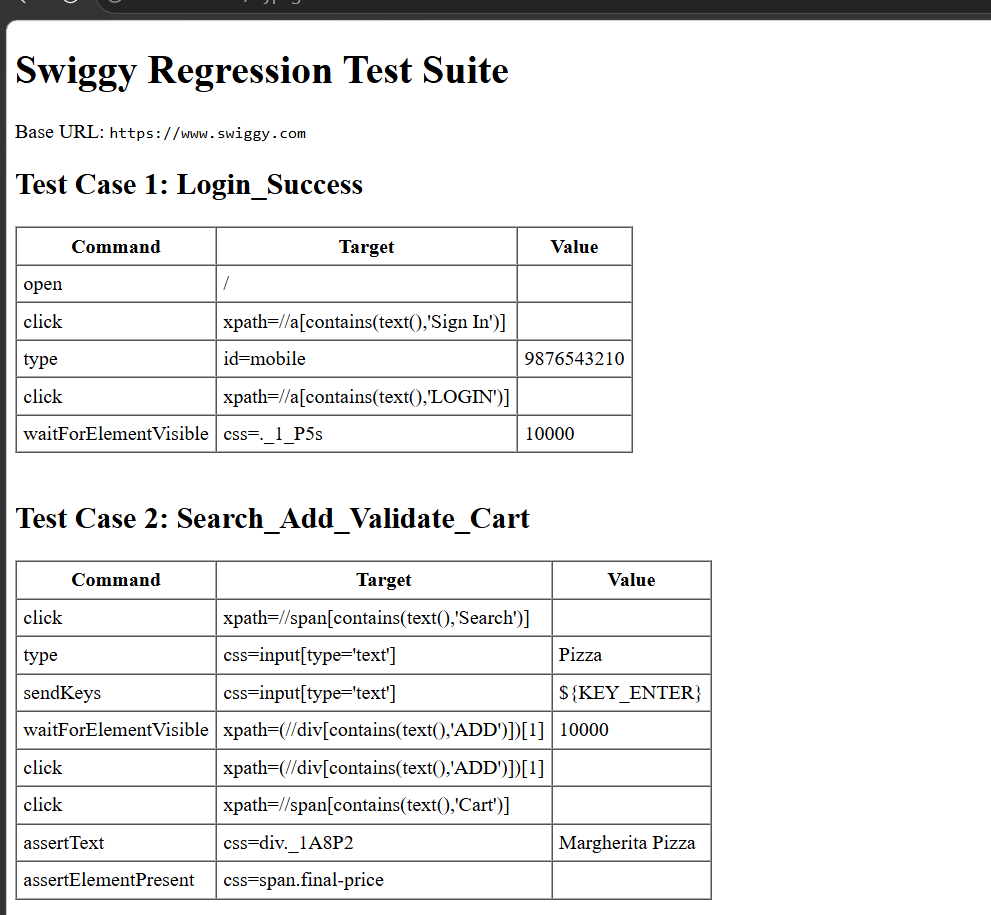 Swiggy Regression Test Suite
Base URL: https://www.swiggy.com
Test Case 1: Login_Success
Command Target Value
open /
click xpath=//a[contains(text(),'Sign In')]
type id=mobile 9876543210
click xpath=//a[contains(text(),'LOGIN')]
waitForElementVisible css=._1_P5s 10000
Test Case 2: Search_Add_Validate_Cart
Command Target Value
click xpath=//span[contains(text(),'Search')]
type css=input[type='text'] Pizza
sendKeys css=input[type='text'] ${KEY_ENTER}
waitForElementVisible xpath=(//div[contains(text(),'ADD')])[1] 10000
click xpath=(//div[contains(text(),'ADD')])[1]
click xpath=//span[contains(text(),'Cart')]
assertText css=div._1A8P2 Margherita Pizza
assertElementPresent css=span.final-price